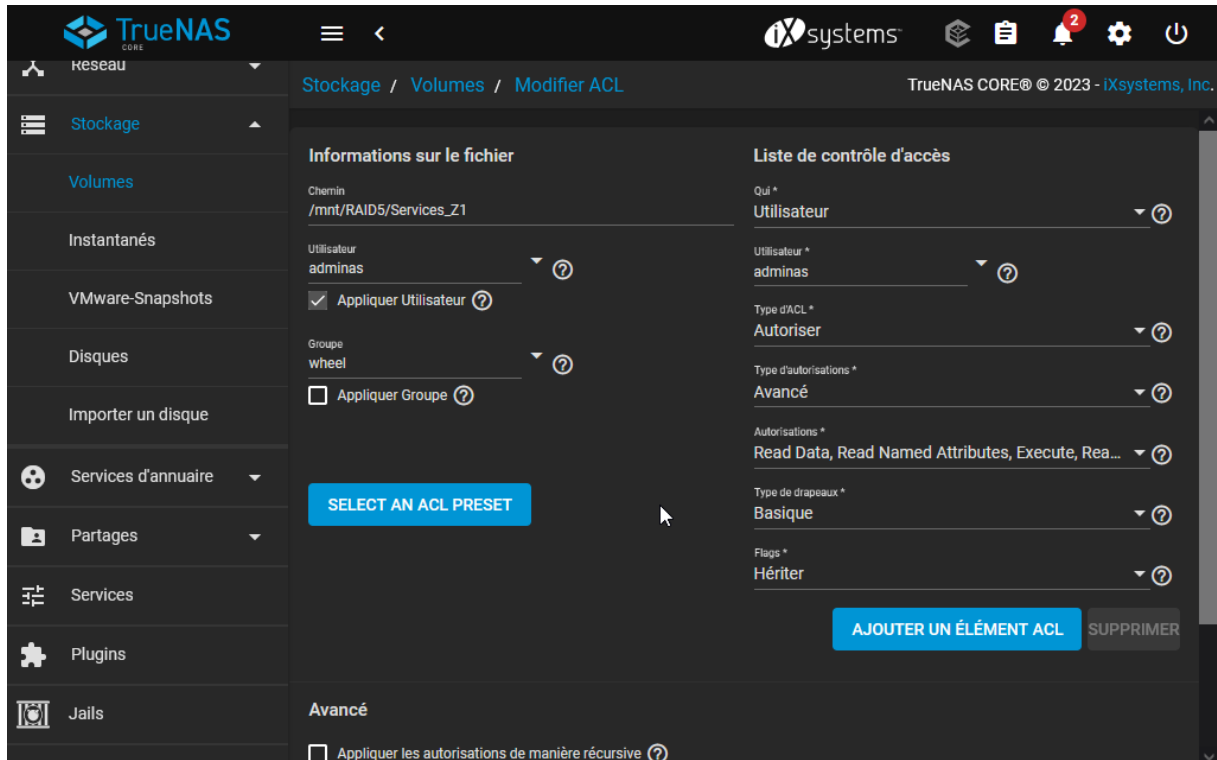 TrueNAS
CORE
iXsystems
2
Réseau
Stockage / Volumes / Modifier ACL
TrueNAS CORE® © 2023 - iXsystems, Inc.
Stockage
Volumes
Instantanés
VMware-Snapshots
Disques
Importer un disque
Services d'annuaire
Partages
Services
Plugins
Jails
Informations sur le fichier
Chemin
/mnt/RAID5/Services_Z1
Utilisateur
adminas
Appliquer Utilisateur
Groupe
wheel
Appliquer Groupe
SELECT AN ACL PRESET
Liste de contrôle d'accès
Qui *
Utilisateur
Utilisateur *
adminas
Type d'ACL *
Autoriser
Type d'autorisations *
Avancé
Autorisations *
Read Data, Read Named Attributes, Execute, Rea...
Type de drapeaux *
Basique
Flags *
Hériter
AJOUTER UN ÉLÉMENT ACL
SUPPRIMER
Avancé
Appliquer les autorisations de manière récursive